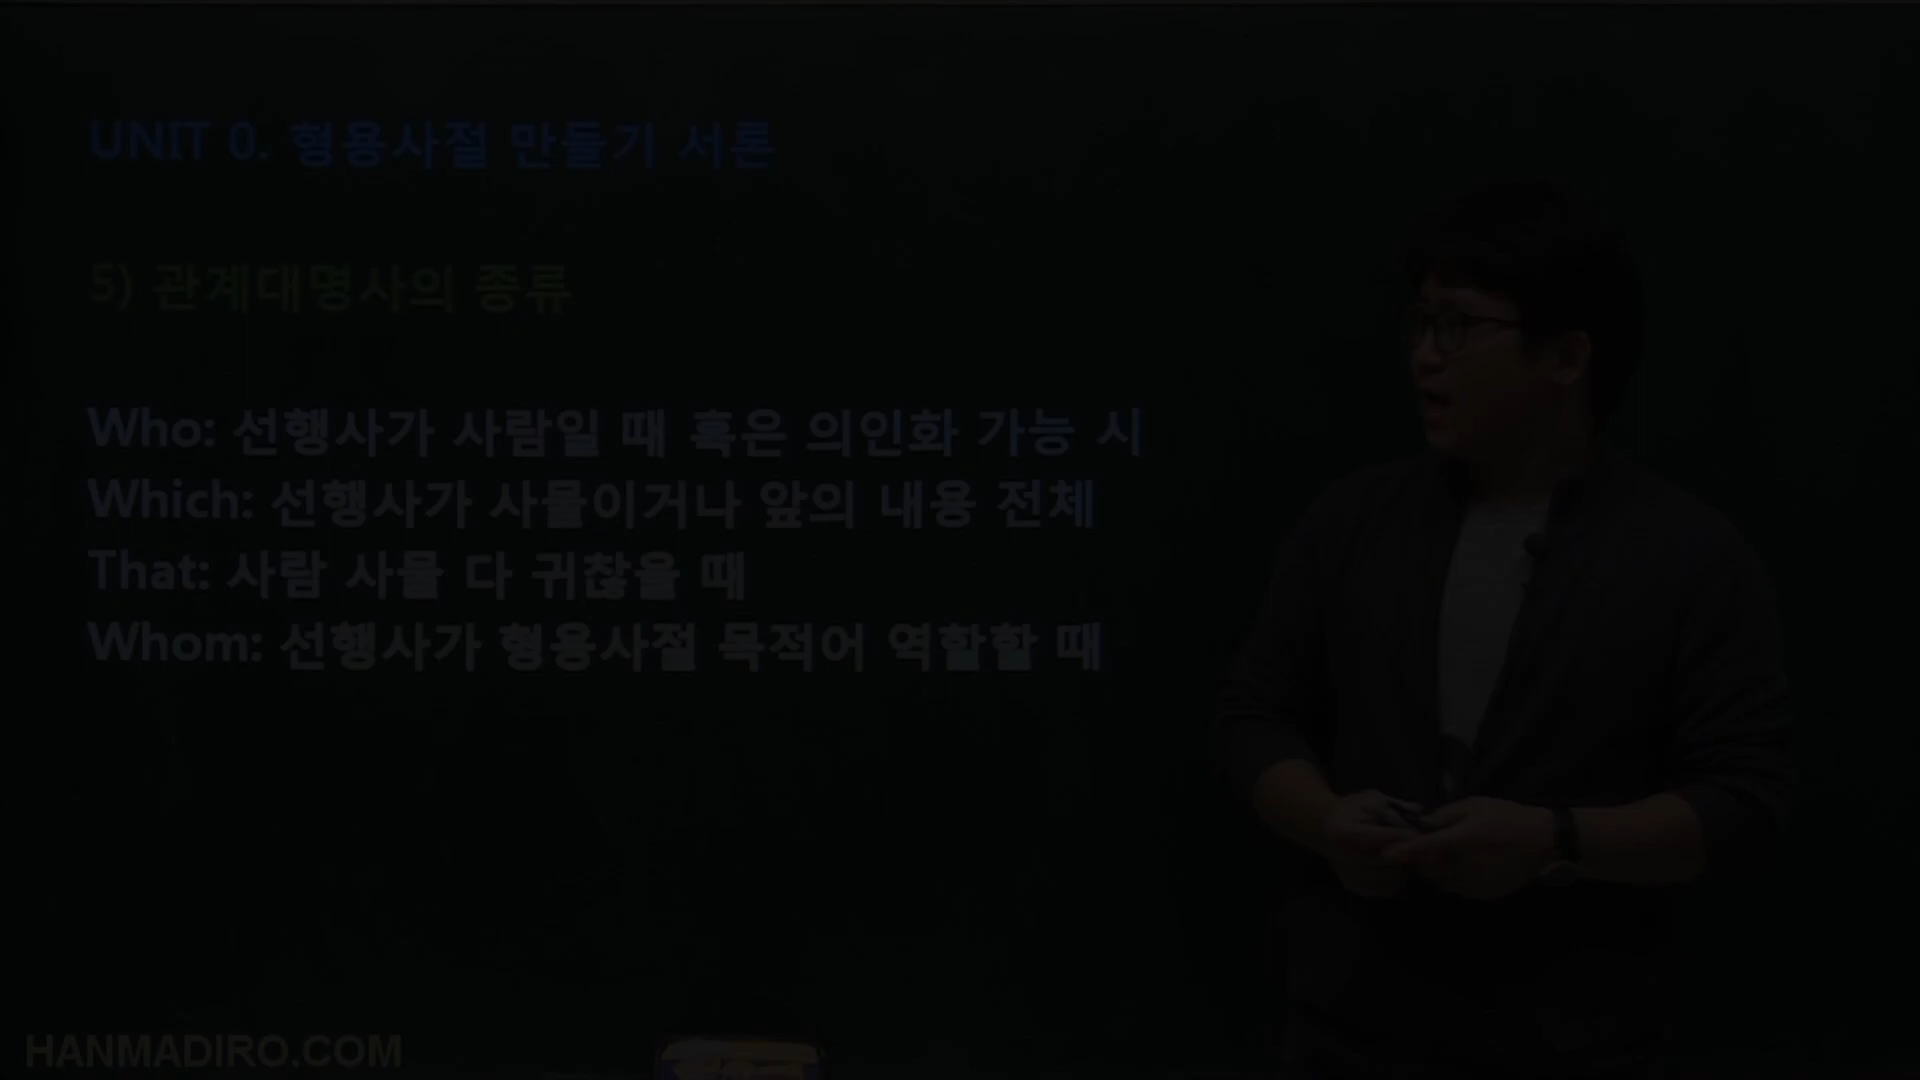 UNIT 0. 형용사절 만들기 서론
5) 관계대명사의 종류
Who: 선행사가 사람일 때 혹은 의인화 가능 시
Which: 선행사가 사물이거나 앞의 내용 전체
That: 사람 사물 다 귀찮을 때
Whom: 선행사가 형용사절 목적어 역할할 때
HANMADIRO.COM